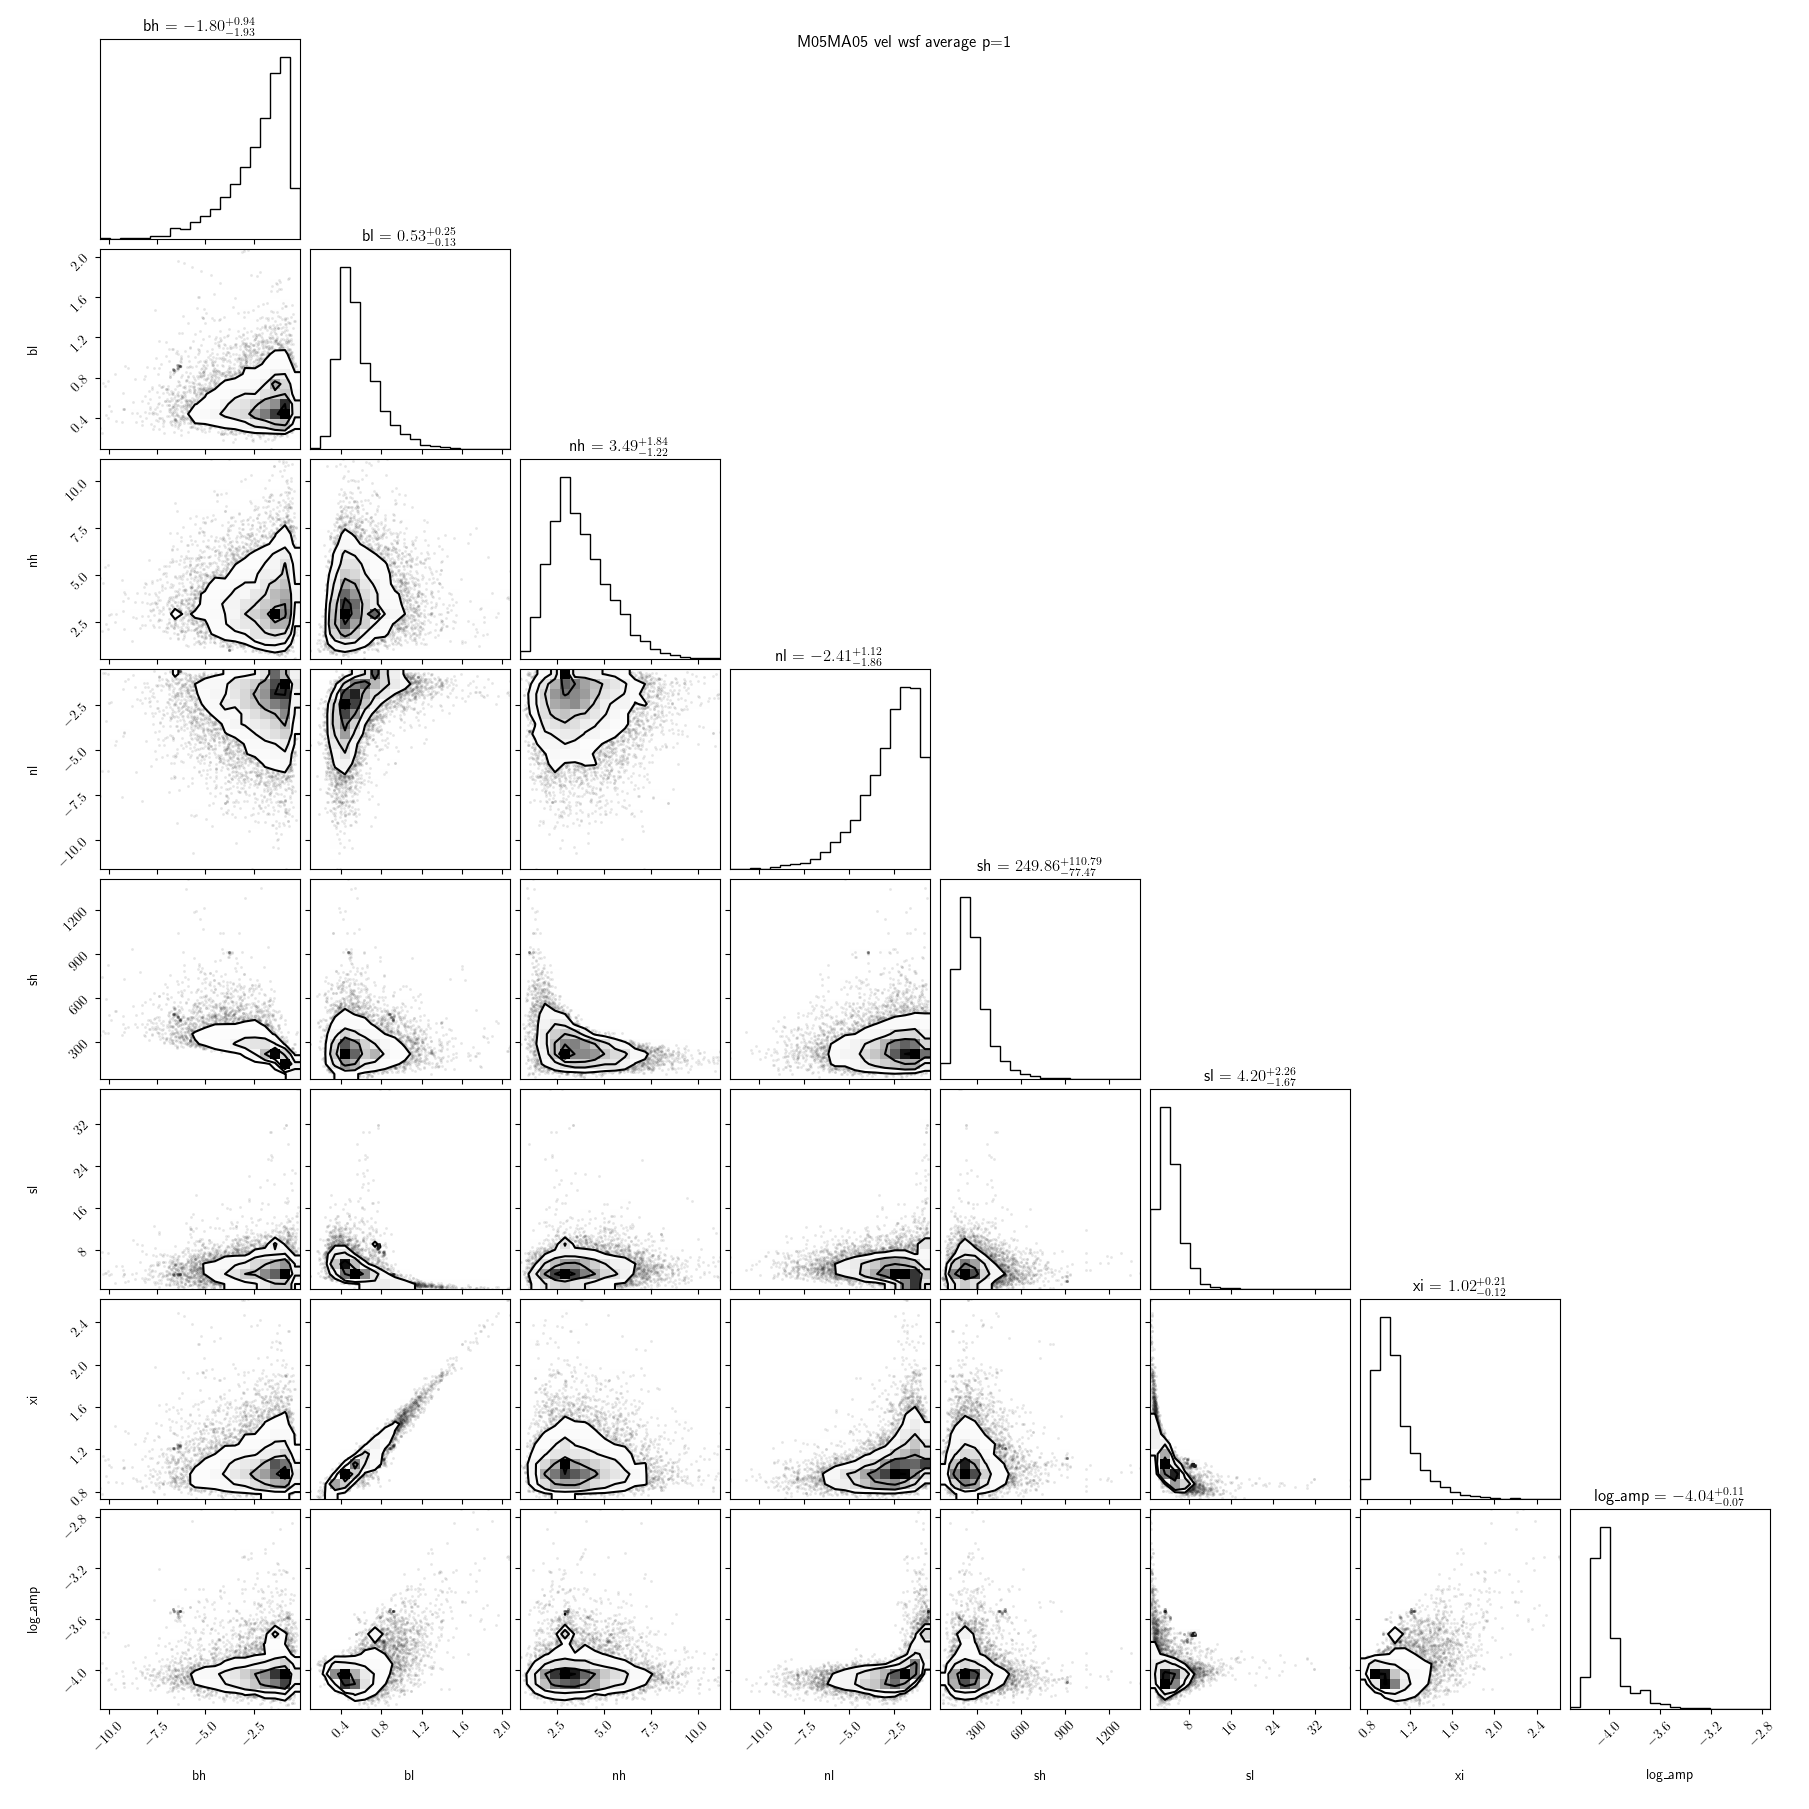 M05MA05 vel wsf average p=1
bh = −1.80+0.94−1.93
bl = 0.53+0.25−0.13
bl
2.0
1.6
1.2
0.8
0.4
nh = 3.49+1.84−1.22
nh
10.0
7.5
5.0
2.5
nl = −2.41+1.12−1.86
nl
−2.5
−5.0
−7.5
−10.0
sh = 249.86+110.79−77.47
sh
1200
900
600
300
sl = 4.20+2.26−1.67
sl
32
24
16
8
xi = 1.02+0.21−0.12
xi
2.4
2.0
1.6
1.2
0.8
log_amp = −4.04+0.11−0.07
log_amp
−2.8
−3.2
−3.6
−4.0
−10.0 −7.5 −5.0 −2.5 0.4 0.8 1.2 1.6 2.0 2.5 5.0 7.5 10.0 −10.0 −7.5 −5.0 −2.5 300 600 900 1200 8 16 24 32 0.8 1.2 1.6 2.0 2.4 −4.0 −3.6 −3.2 −2.8
bh bl nh nl sh sl xi log_amp